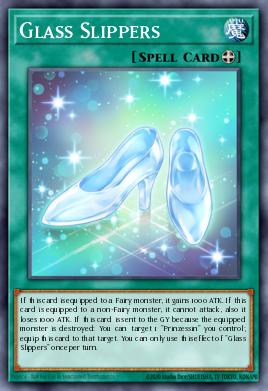 GLASS SLIPPERS
魔
[SPELL CARD]
If this card is equipped to a Fairy monster, it gains 1000 ATK. If this
card is equipped to a non-Fairy monster, it cannot attack, also it
loses 1000 ATK. If this card is sent to the GY because the equipped
monster is destroyed: You can target 1 "Prinzessin" you control;
equip this card to that target. You can only use this effect of "Glass
Slippers" once per turn.